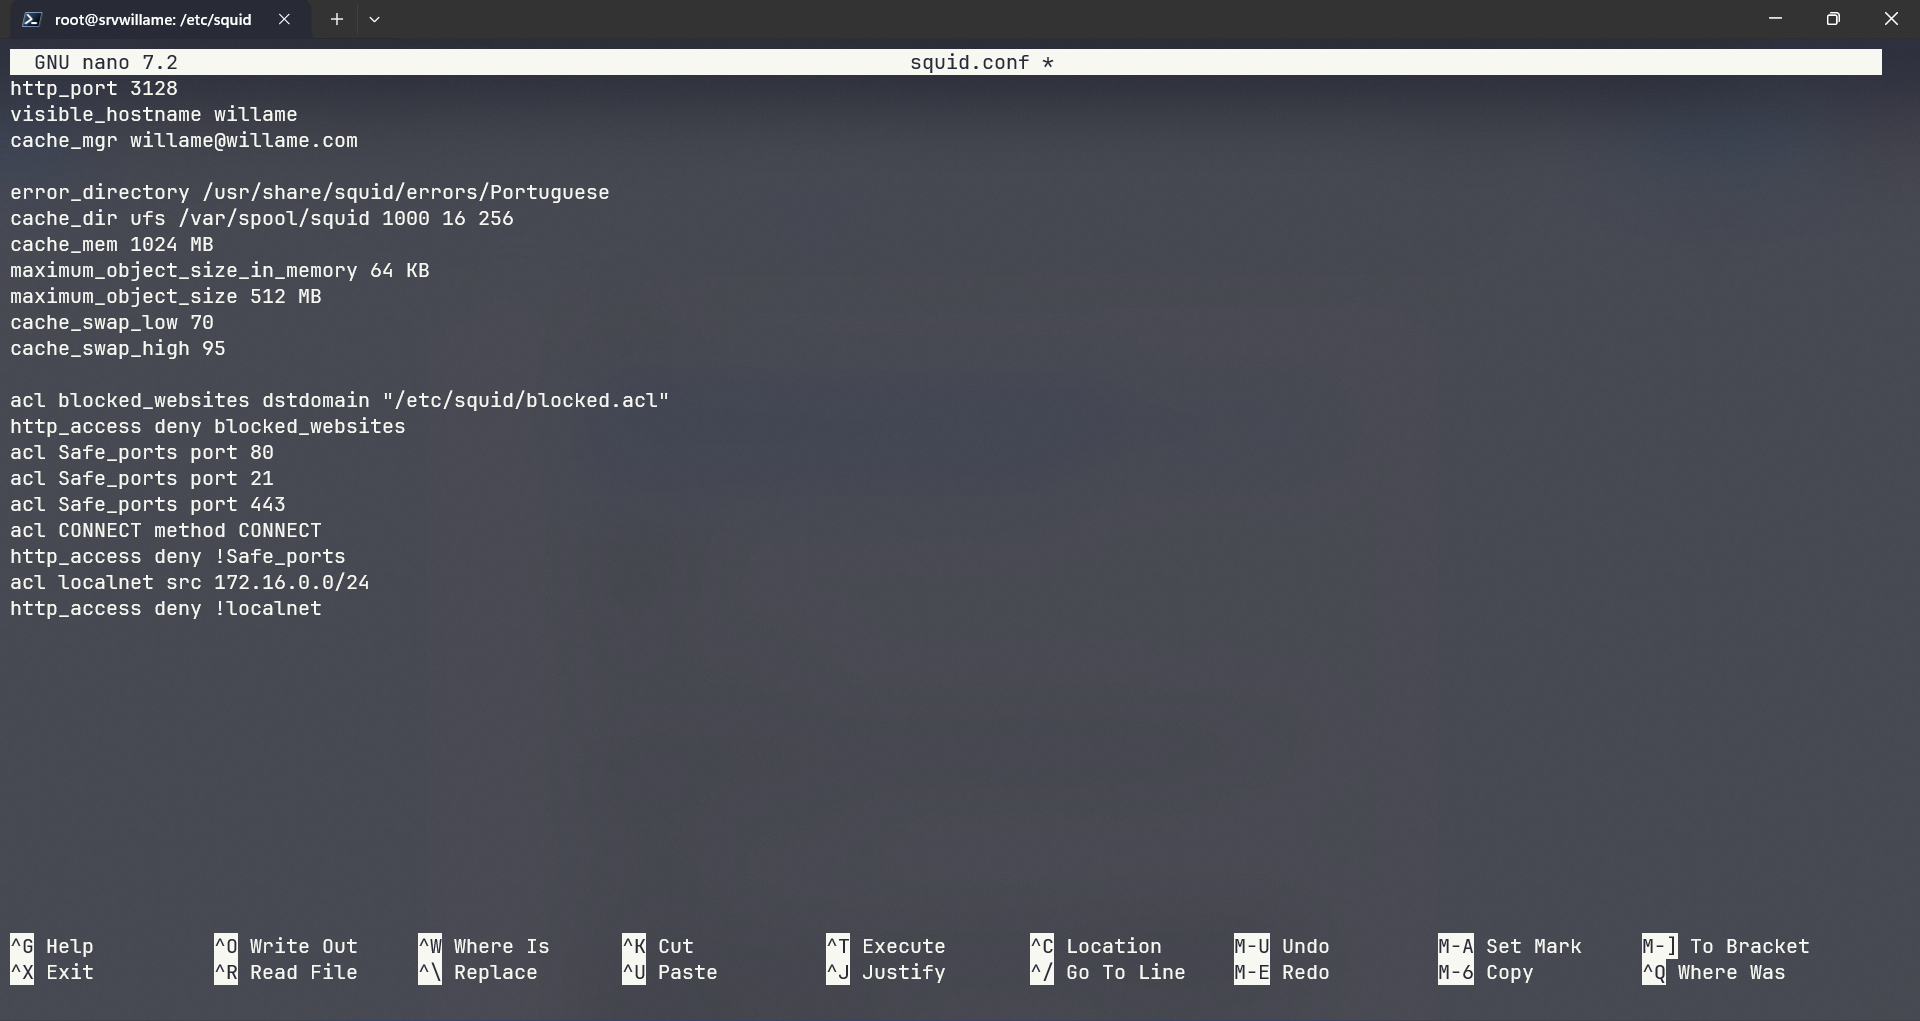 root@srvwillame: /etc/squid
GNU nano 7.2 squid.conf *
http_port 3128
visible_hostname willame
cache_mgr willame@willame.com
error_directory /usr/share/squid/errors/Portuguese
cache_dir ufs /var/spool/squid 1000 16 256
cache_mem 1024 MB
maximum_object_size_in_memory 64 KB
maximum_object_size 512 MB
cache_swap_low 70
cache_swap_high 95
acl blocked_websites dstdomain "/etc/squid/blocked.acl"
http_access deny blocked_websites
acl Safe_ports port 80
acl Safe_ports port 21
acl Safe_ports port 443
acl CONNECT method CONNECT
http_access deny !Safe_ports
acl localnet src 172.16.0.0/24
http_access deny !localnet
^G Help ^O Write Out ^W Where Is ^K Cut ^T Execute ^C Location M-U Undo M-A Set Mark M-] To Bracket
^X Exit ^R Read File ^\ Replace ^U Paste ^J Justify ^/ Go To Line M-E Redo M-6 Copy ^Q Where Was